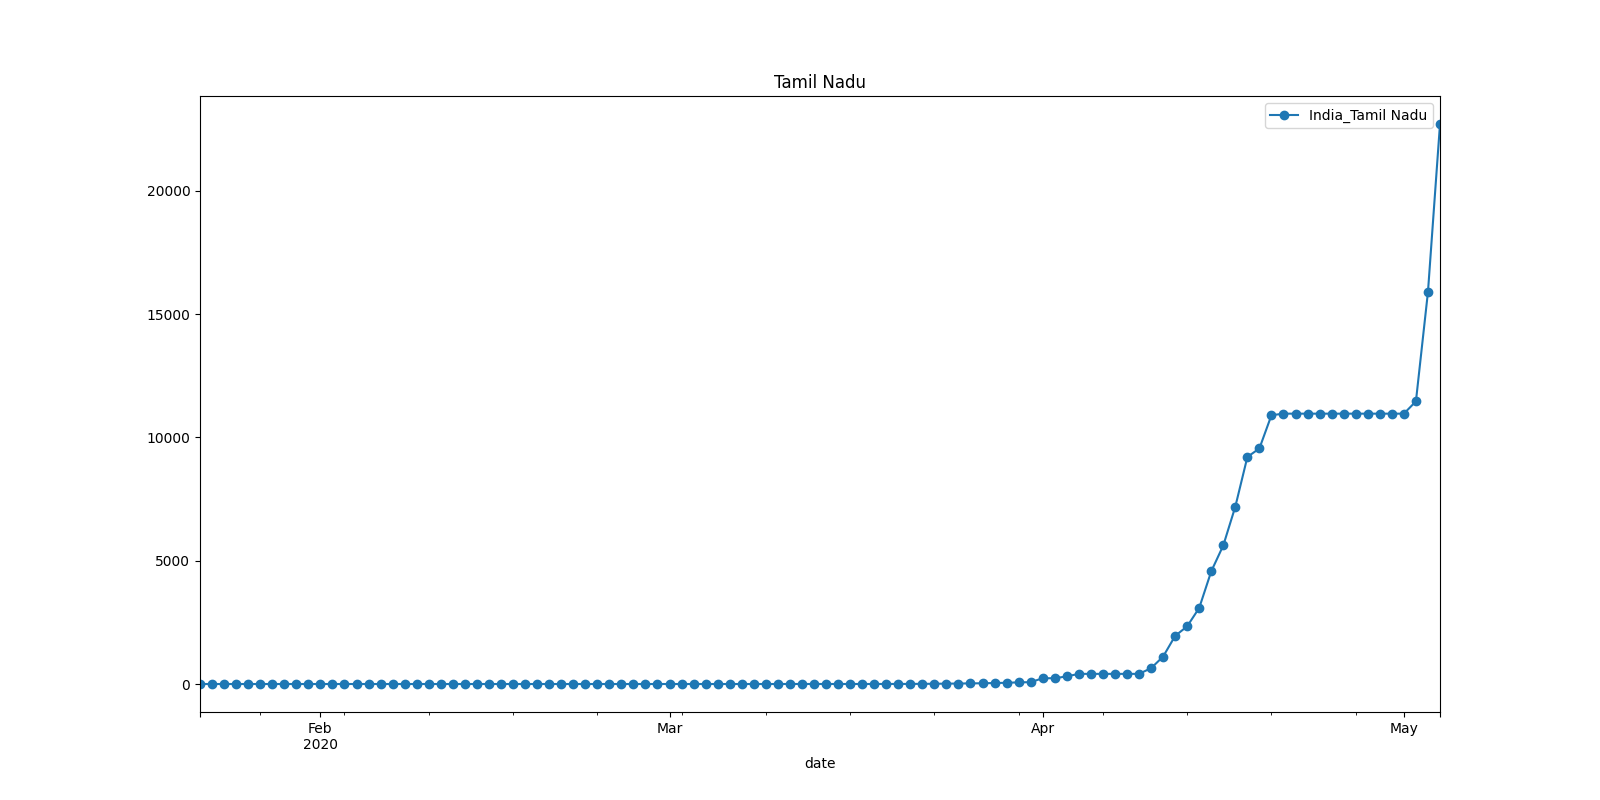 Tamil Nadu
India_Tamil Nadu
20000
15000
10000
5000
0
Feb
2020
Mar
Apr
May
date